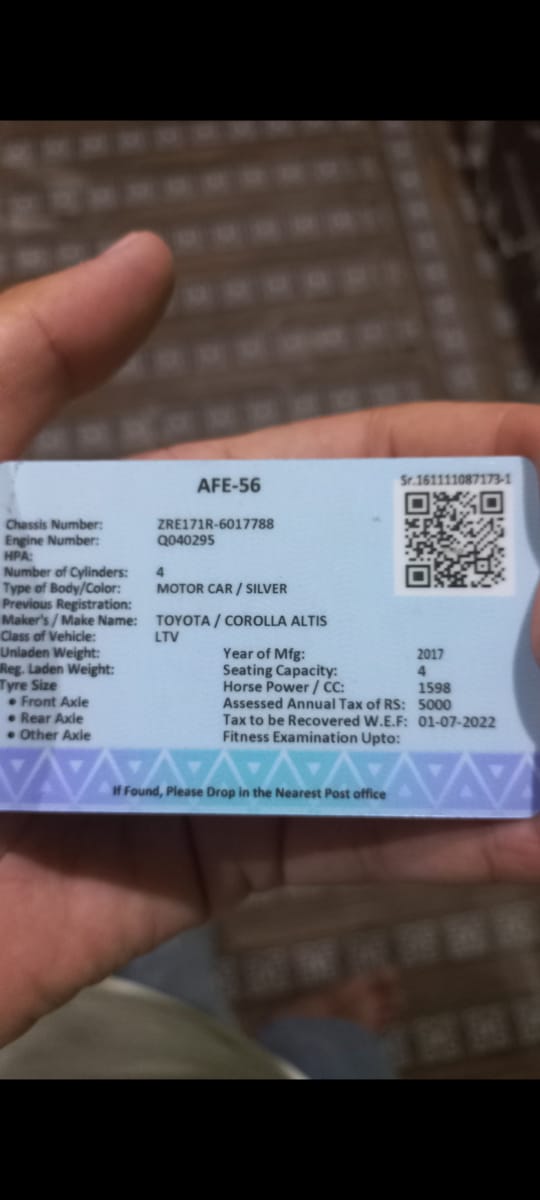 AFE-56
Sr.161111087173-1
Chassis Number: ZRE171R-6017788
Engine Number: Q040295
HPA:
Number of Cylinders: 4
Type of Body/Color: MOTOR CAR / SILVER
Previous Registration:
Maker's / Make Name: TOYOTA / COROLLA ALTIS
Class of Vehicle: LTV
Unladen Weight: Year of Mfg: 2017
Reg. Laden Weight: Seating Capacity: 4
Tyre Size Horse Power / CC: 1598
• Front Axle Assessed Annual Tax of RS: 5000
• Rear Axle Tax to be Recovered W.E.F: 01-07-2022
• Other Axle Fitness Examination Upto:
If Found, Please Drop in the Nearest Post office